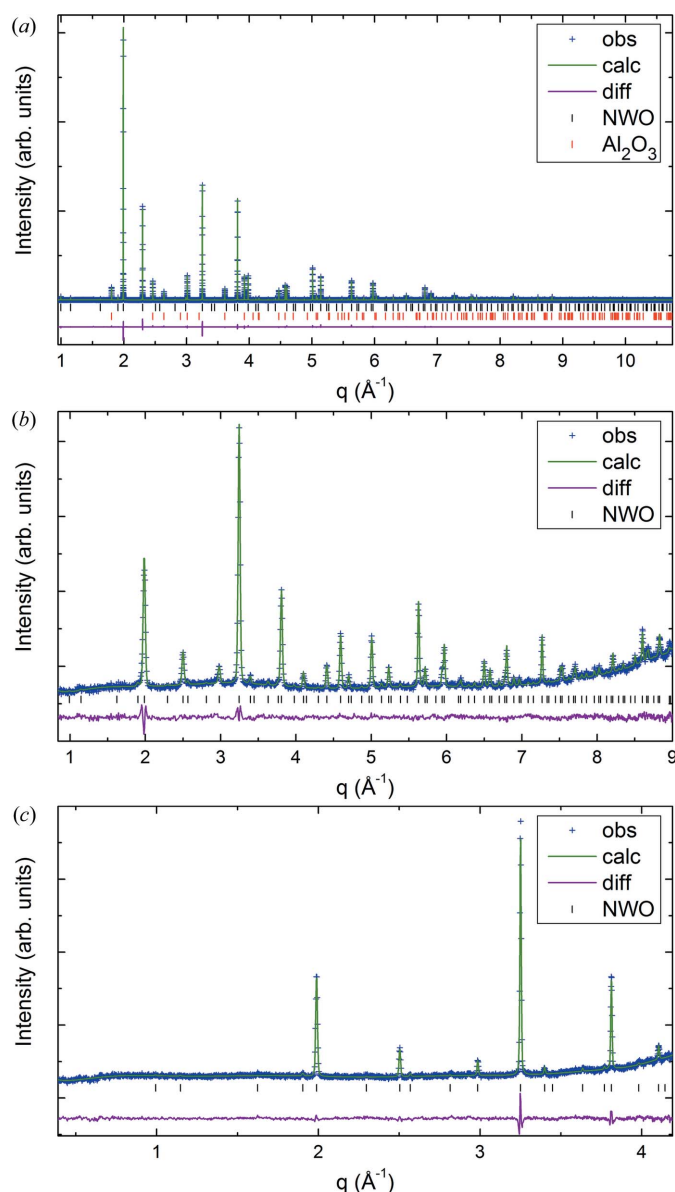 (a)
obs
calc
diff
NWO
Al₂O₃
Intensity (arb. units)
1 2 3 4 5 6 7 8 9 10
q (Å⁻¹)
(b)
obs
calc
diff
NWO
Intensity (arb. units)
1 2 3 4 5 6 7 8 9
q (Å⁻¹)
(c)
obs
calc
diff
NWO
Intensity (arb. units)
1 2 3 4
q (Å⁻¹)